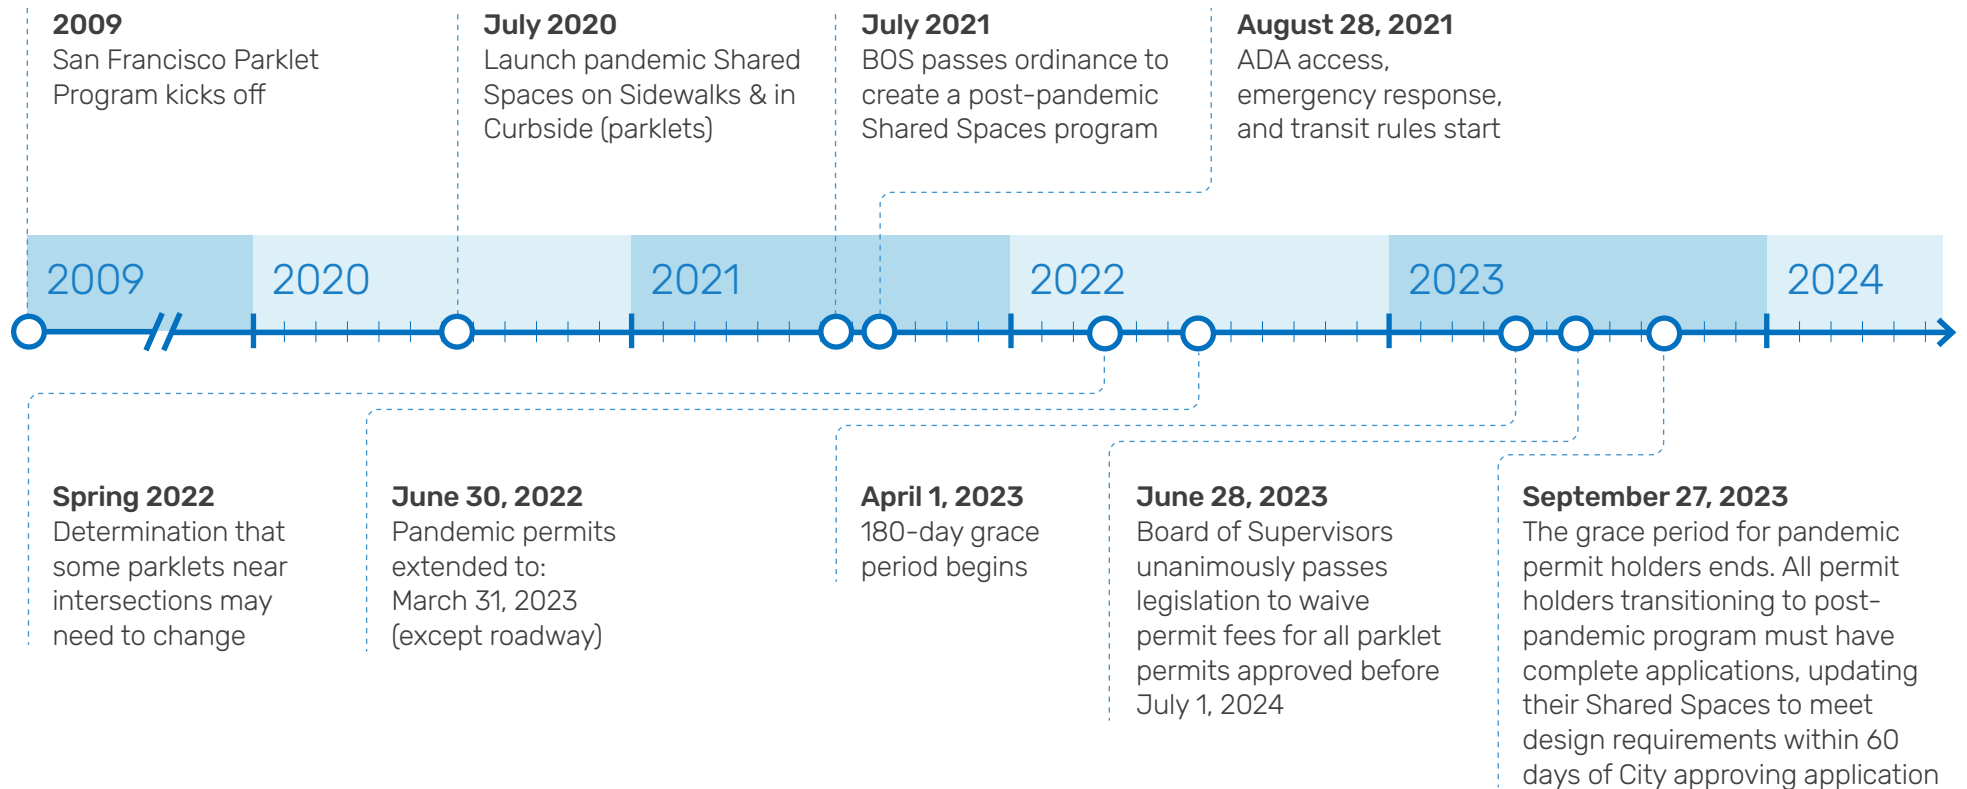 2009
San Francisco Parklet
Program kicks off
July 2020
Launch pandemic Shared
Spaces on Sidewalks & in
Curbside (parklets)
July 2021
BOS passes ordinance to
create a post-pandemic
Shared Spaces program
August 28, 2021
ADA access,
emergency response,
and transit rules start
2009
2020
2021
2022
2023
2024
Spring 2022
Determination that
some parklets near
intersections may
need to change
June 30, 2022
Pandemic permits
extended to:
March 31, 2023
(except roadway)
April 1, 2023
180-day grace
period begins
June 28, 2023
Board of Supervisors
unanimously passes
legislation to waive
permit fees for all parklet
permits approved before
July 1, 2024
September 27, 2023
The grace period for pandemic
permit holders ends. All permit
holders transitioning to post-
pandemic program must have
complete applications, updating
their Shared Spaces to meet
design requirements within 60
days of City approving application